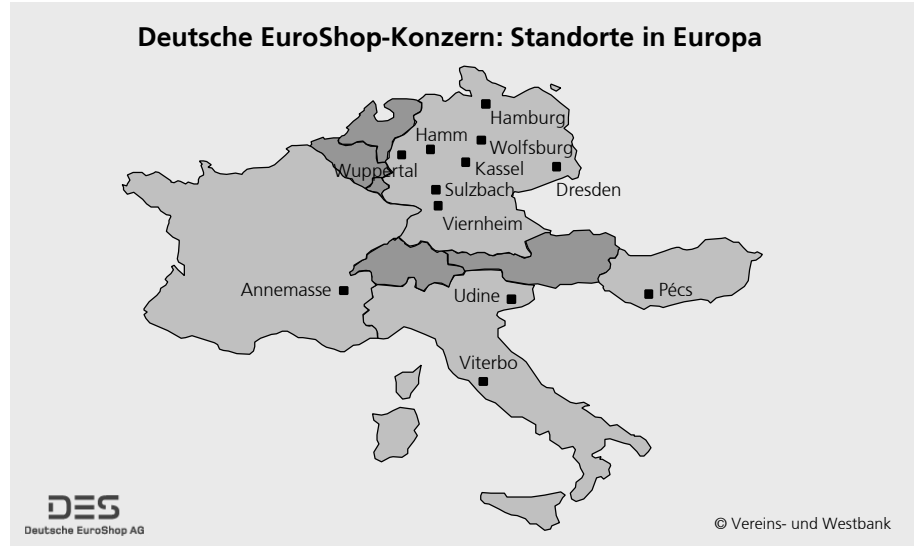 Deutsche EuroShop-Konzern: Standorte in Europa
Hamburg
Hamm
Wolfsburg
Wuppertal
Kassel
Sulzbach
Dresden
Viernheim
Annemasse
Udine
Pécs
Viterbo
DES
Deutsche EuroShop AG
© Vereins- und Westbank